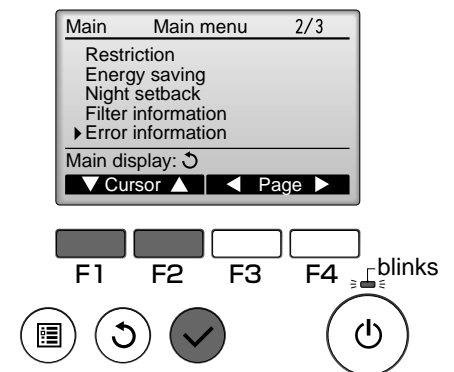 Main Main menu 2/3
Restriction
Energy saving
Night setback
Filter information
Error information
Main display:
Cursor Page
F1 F2 F3 F4
blinks